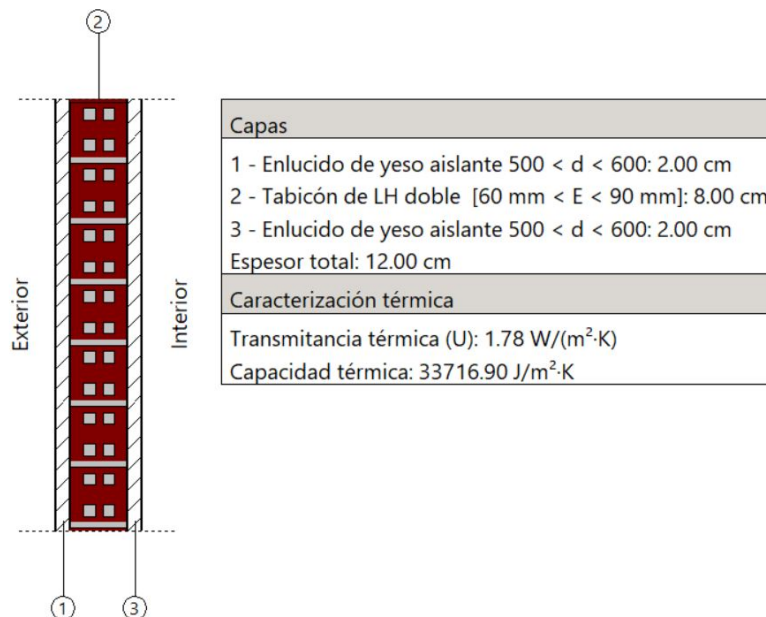 2
Capas
1 - Enlucido de yeso aislante 500 < d < 600: 2.00 cm
2 - Tabicón de LH doble [60 mm < E < 90 mm]: 8.00 cm
3 - Enlucido de yeso aislante 500 < d < 600: 2.00 cm
Espesor total: 12.00 cm
Caracterización térmica
Transmitancia térmica (U): 1.78 W/(m²·K)
Capacidad térmica: 33716.90 J/m²·K
Exterior
Interior
1
3